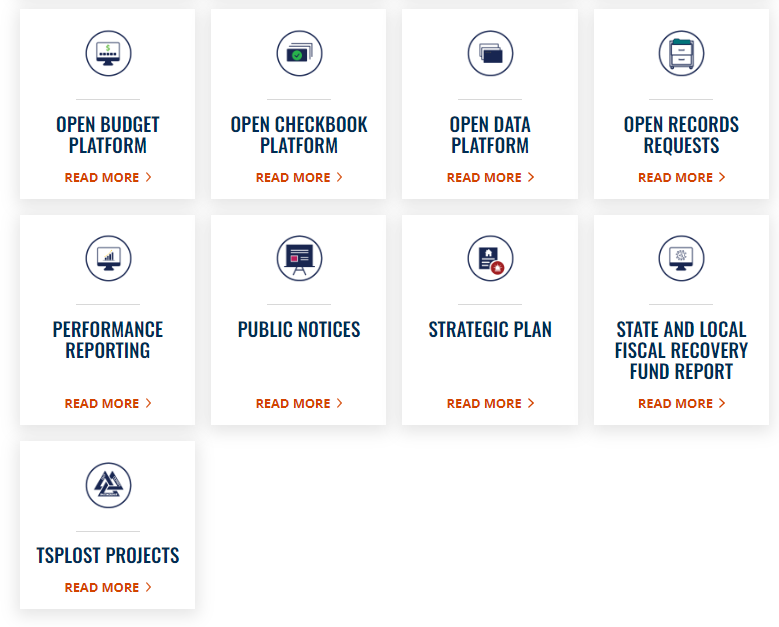 OPEN BUDGET
PLATFORM
READ MORE
OPEN CHECKBOOK
PLATFORM
READ MORE
OPEN DATA
PLATFORM
READ MORE
OPEN RECORDS
REQUESTS
READ MORE
PERFORMANCE
REPORTING
READ MORE
PUBLIC NOTICES
READ MORE
STRATEGIC PLAN
READ MORE
STATE AND LOCAL
FISCAL RECOVERY
FUND REPORT
READ MORE
TSPLOST PROJECTS
READ MORE